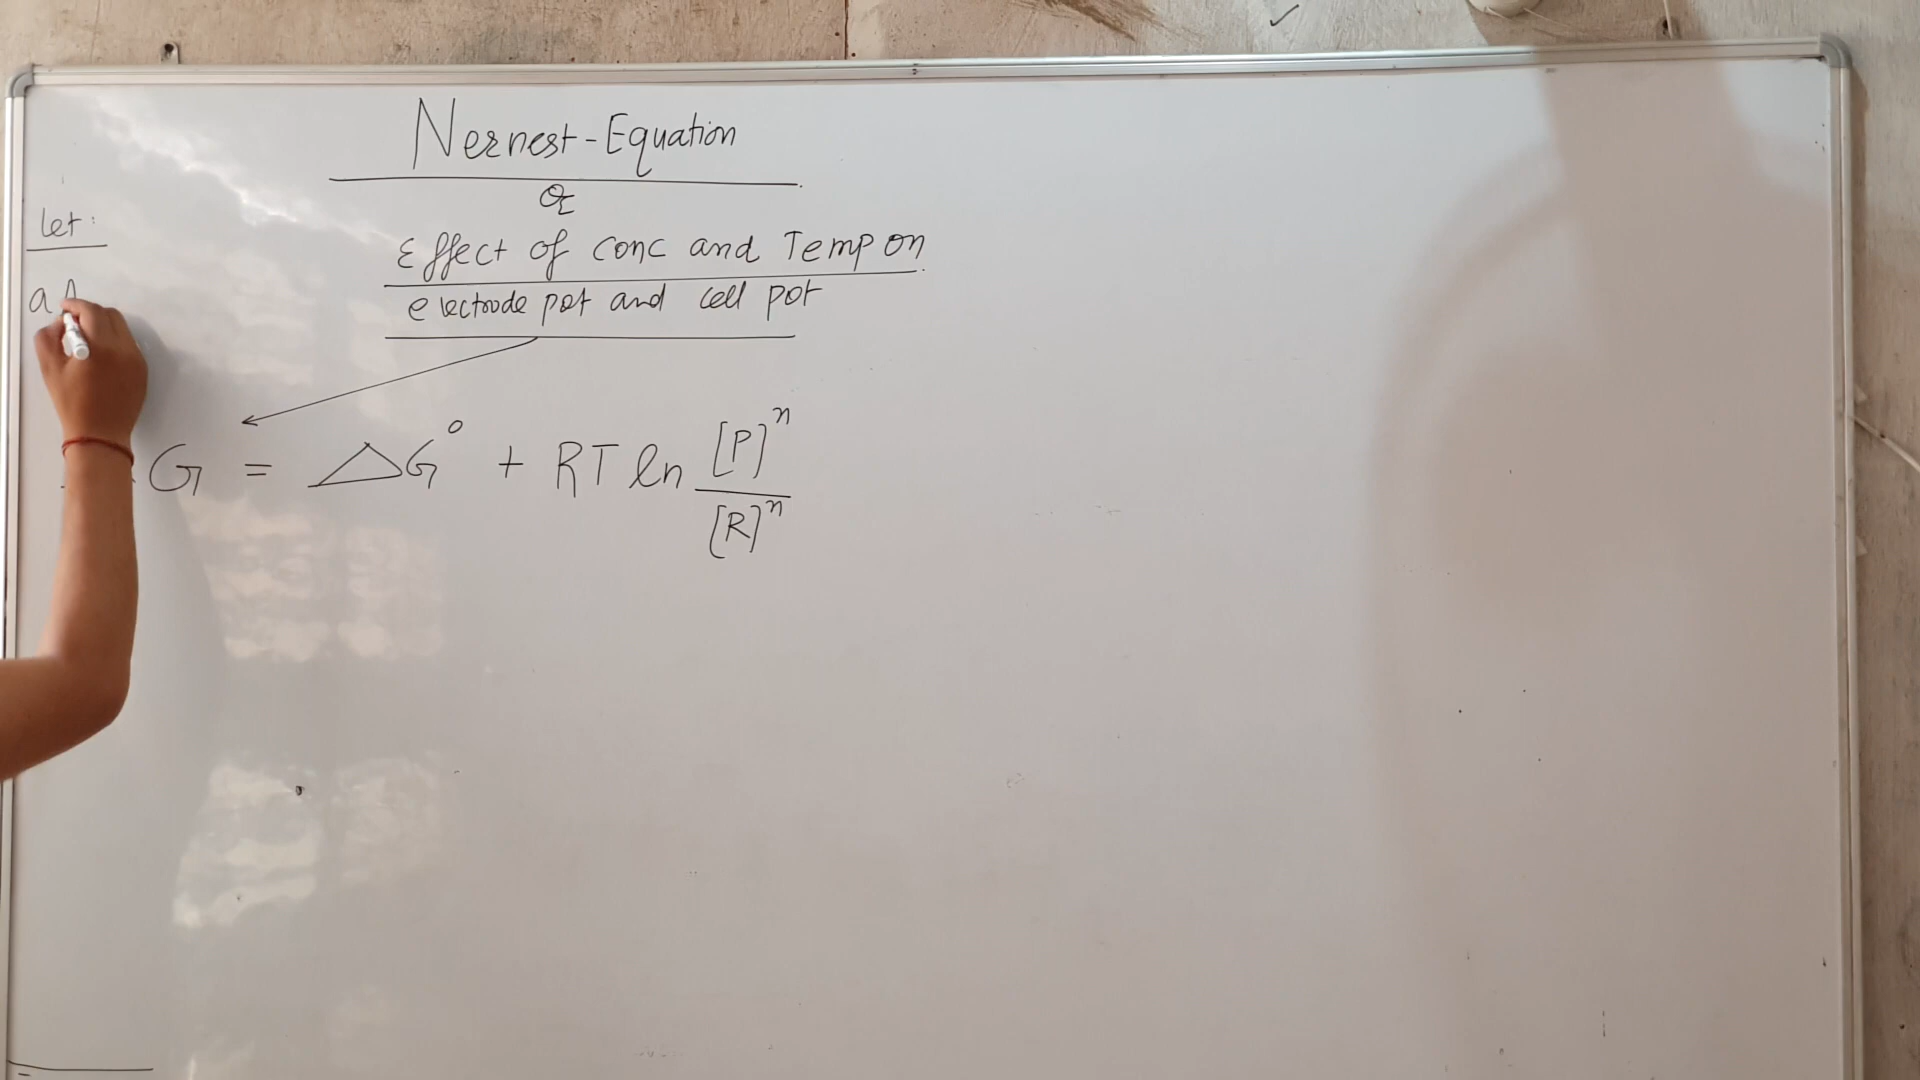 Nernest-Equation
Or
Effect of conc and Temp on
electrode pot and cell pot
let:
a A
G = △G° + RT ln [P]ⁿ / [R]ⁿ